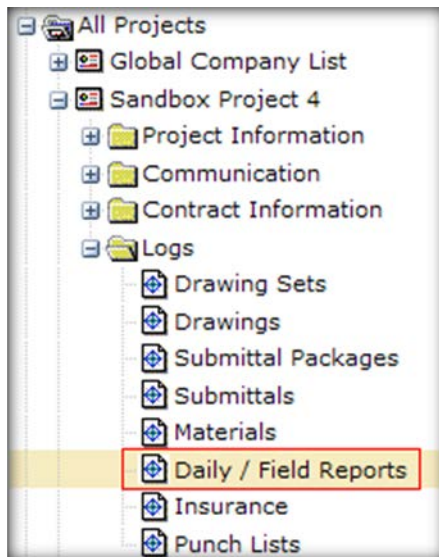 All Projects
Global Company List
Sandbox Project 4
Project Information
Communication
Contract Information
Logs
Drawing Sets
Drawings
Submittal Packages
Submittals
Materials
Daily / Field Reports
Insurance
Punch Lists